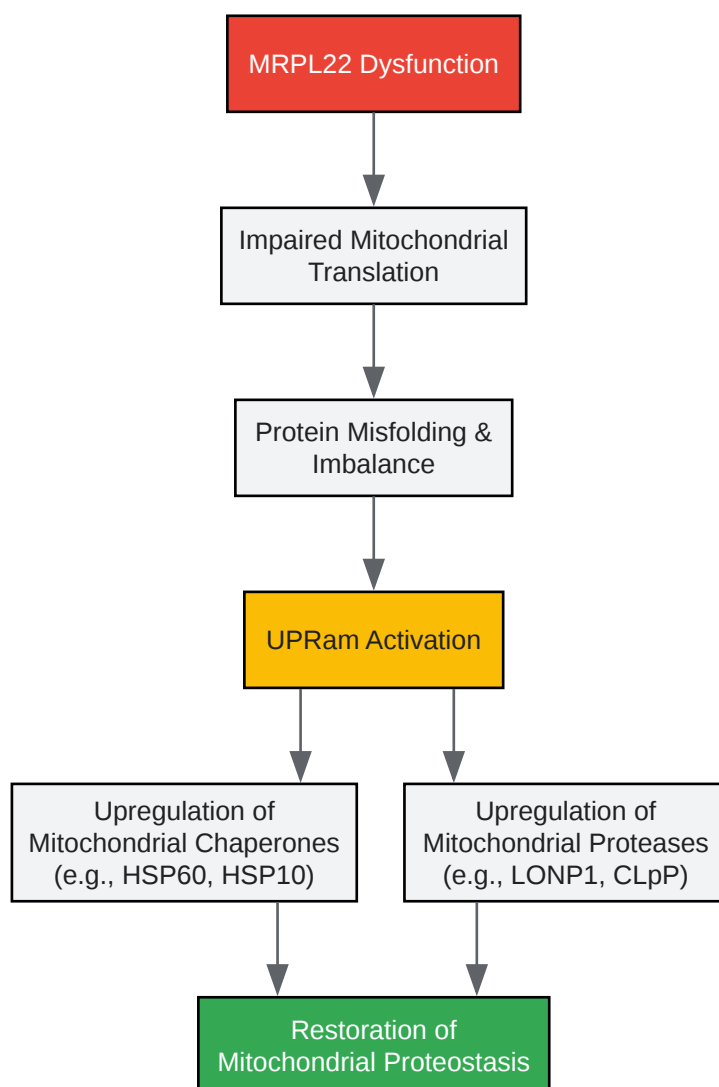 MRPL22 Dysfunction
Impaired Mitochondrial
Translation
Protein Misfolding &
Imbalance
UPRam Activation
Upregulation of
Mitochondrial Chaperones
(e.g., HSP60, HSP10)
Upregulation of
Mitochondrial Proteases
(e.g., LONP1, CLpP)
Restoration of
Mitochondrial Proteostasis